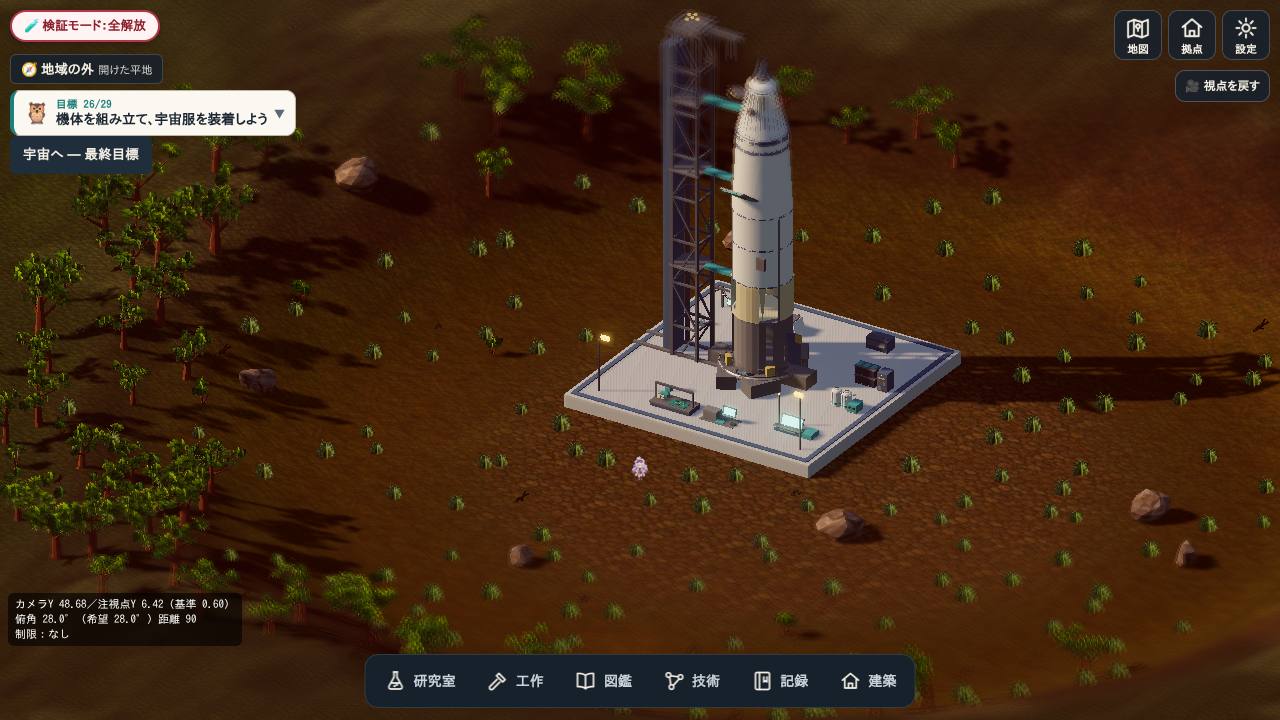 検証モード:全解放
地域の外 開けた平地
目標 26/29
機体を組み立て、宇宙服を装着しよう
宇宙へ — 最終目標
地図
拠点
設定
視点を戻す
カメラY 48.68／注視点Y 6.42 (基準 0.60)
俯角 28.0° (希望 28.0°) 距離 90
制限：なし
研究室
工作
図鑑
技術
記録
建築